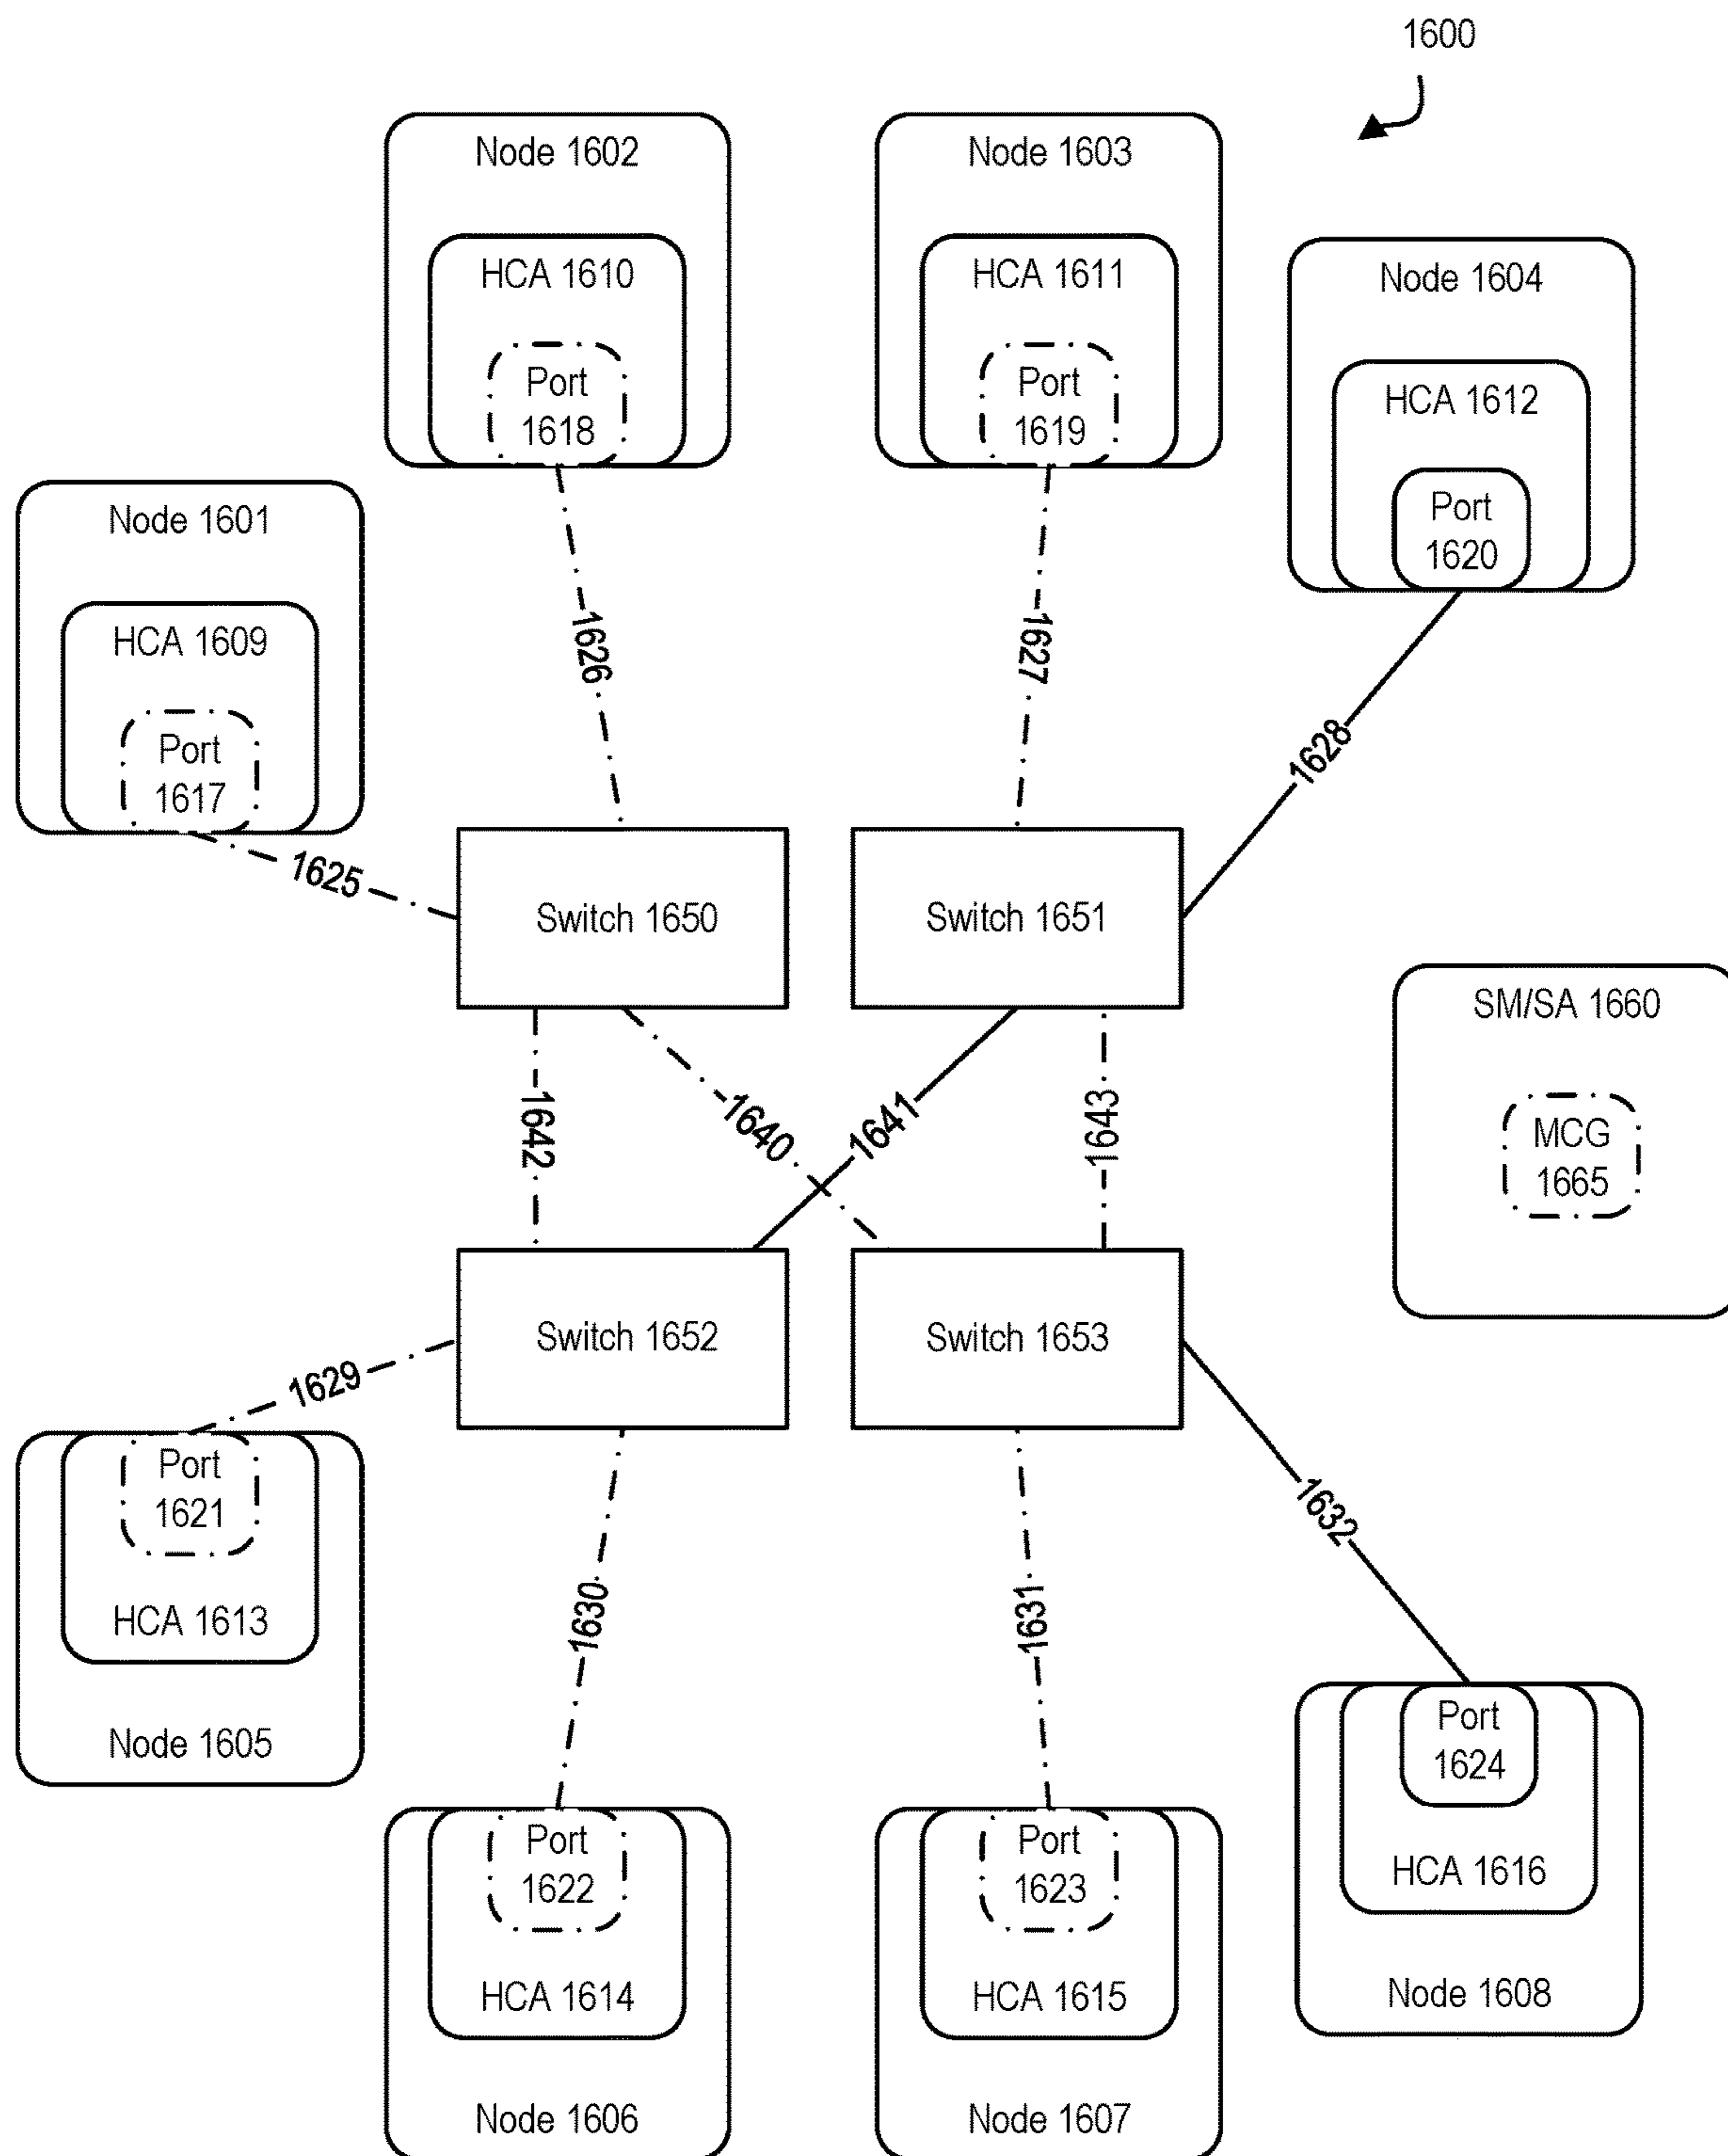 1600
Node 1602
HCA 1610
Port
1618
Node 1603
HCA 1611
Port
1619
Node 1604
HCA 1612
Port
1620
Node 1601
HCA 1609
Port
1617
1626
1627
1628
1625
Switch 1650
Switch 1651
SM/SA 1660
MCG
1665
1642
1640
1641
1643
Switch 1652
Switch 1653
1629
1630
1631
1632
Port
1621
HCA 1613
Node 1605
Port
1622
HCA 1614
Node 1606
Port
1623
HCA 1615
Node 1607
Port
1624
HCA 1616
Node 1608